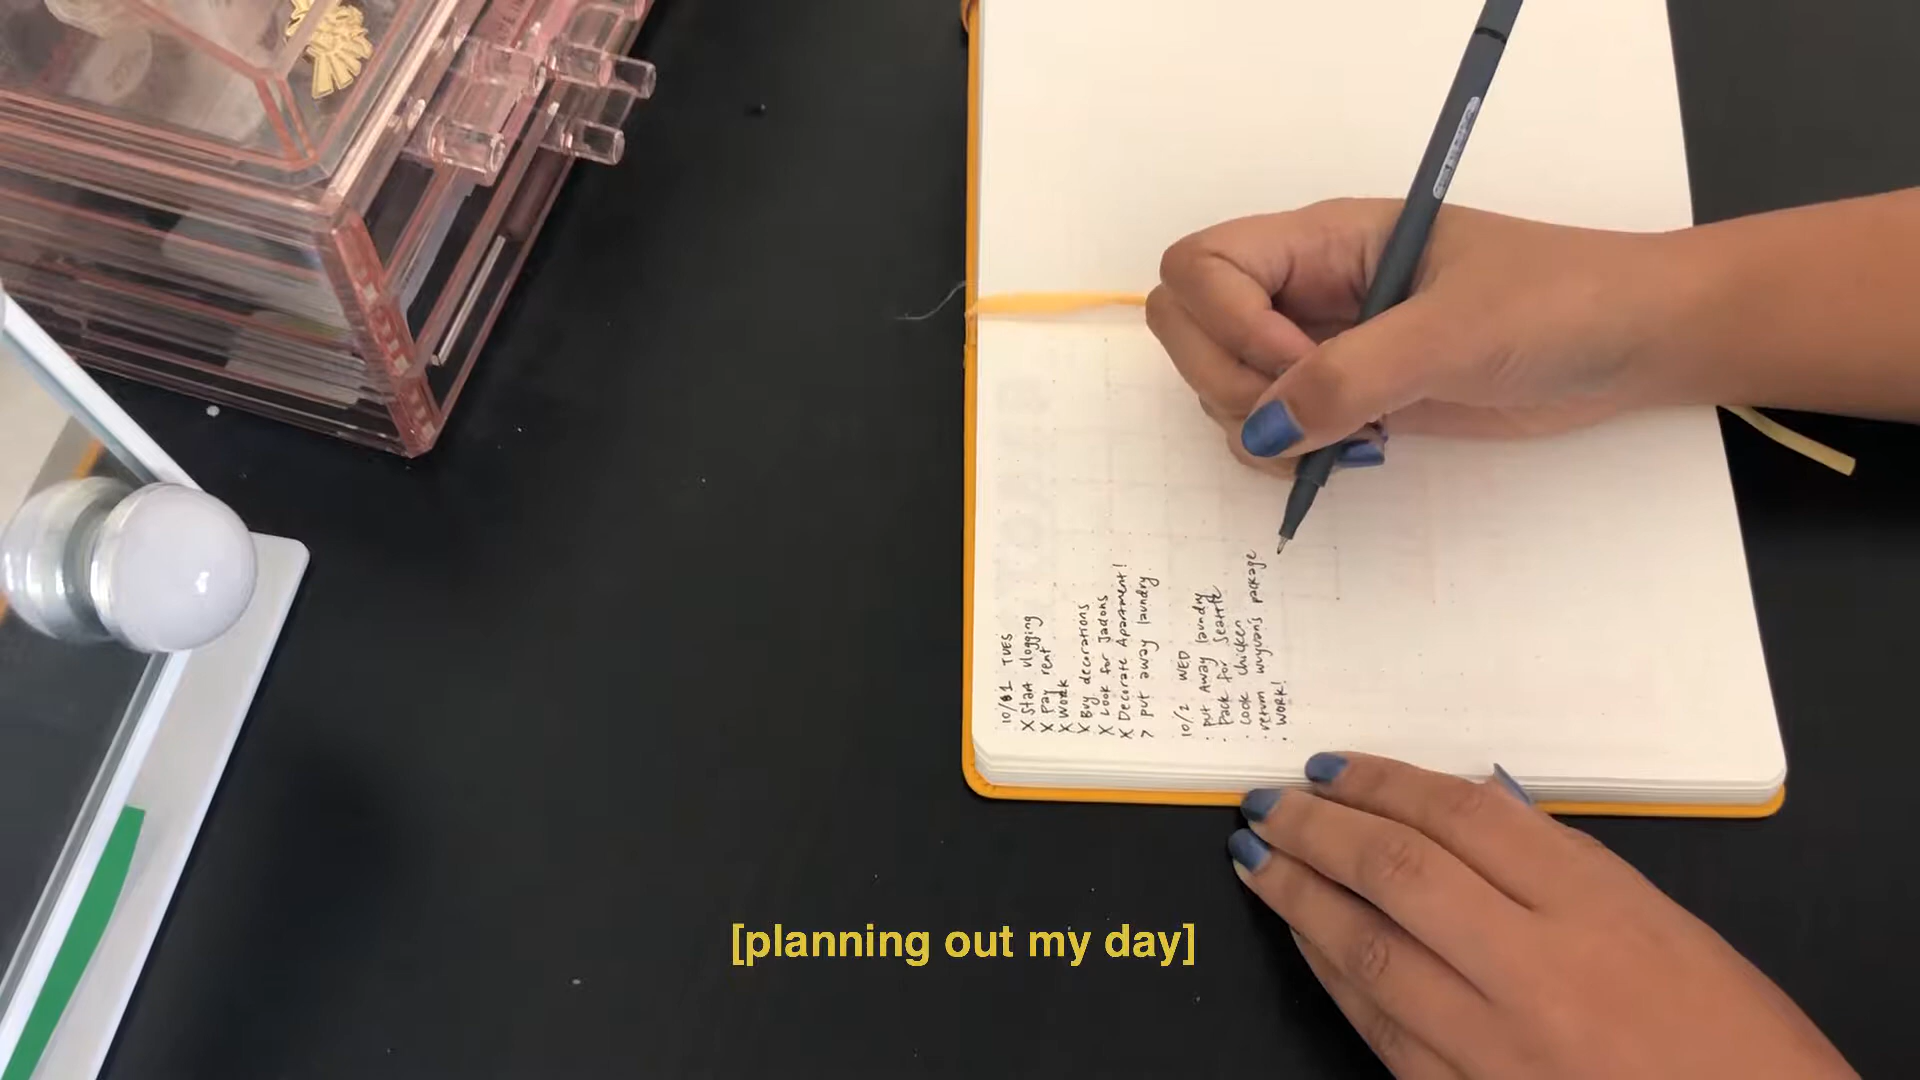 10/01 TUES
X Start vlogging
X pay rent
X Work
X Buy decorations
X Look for Jadons
X Decorate Apartment!
> put away laundry
10/2 WED
· put Away laundry
· Pack for Seattle
· Cook chicken
· return package
· WORK!
[planning out my day]